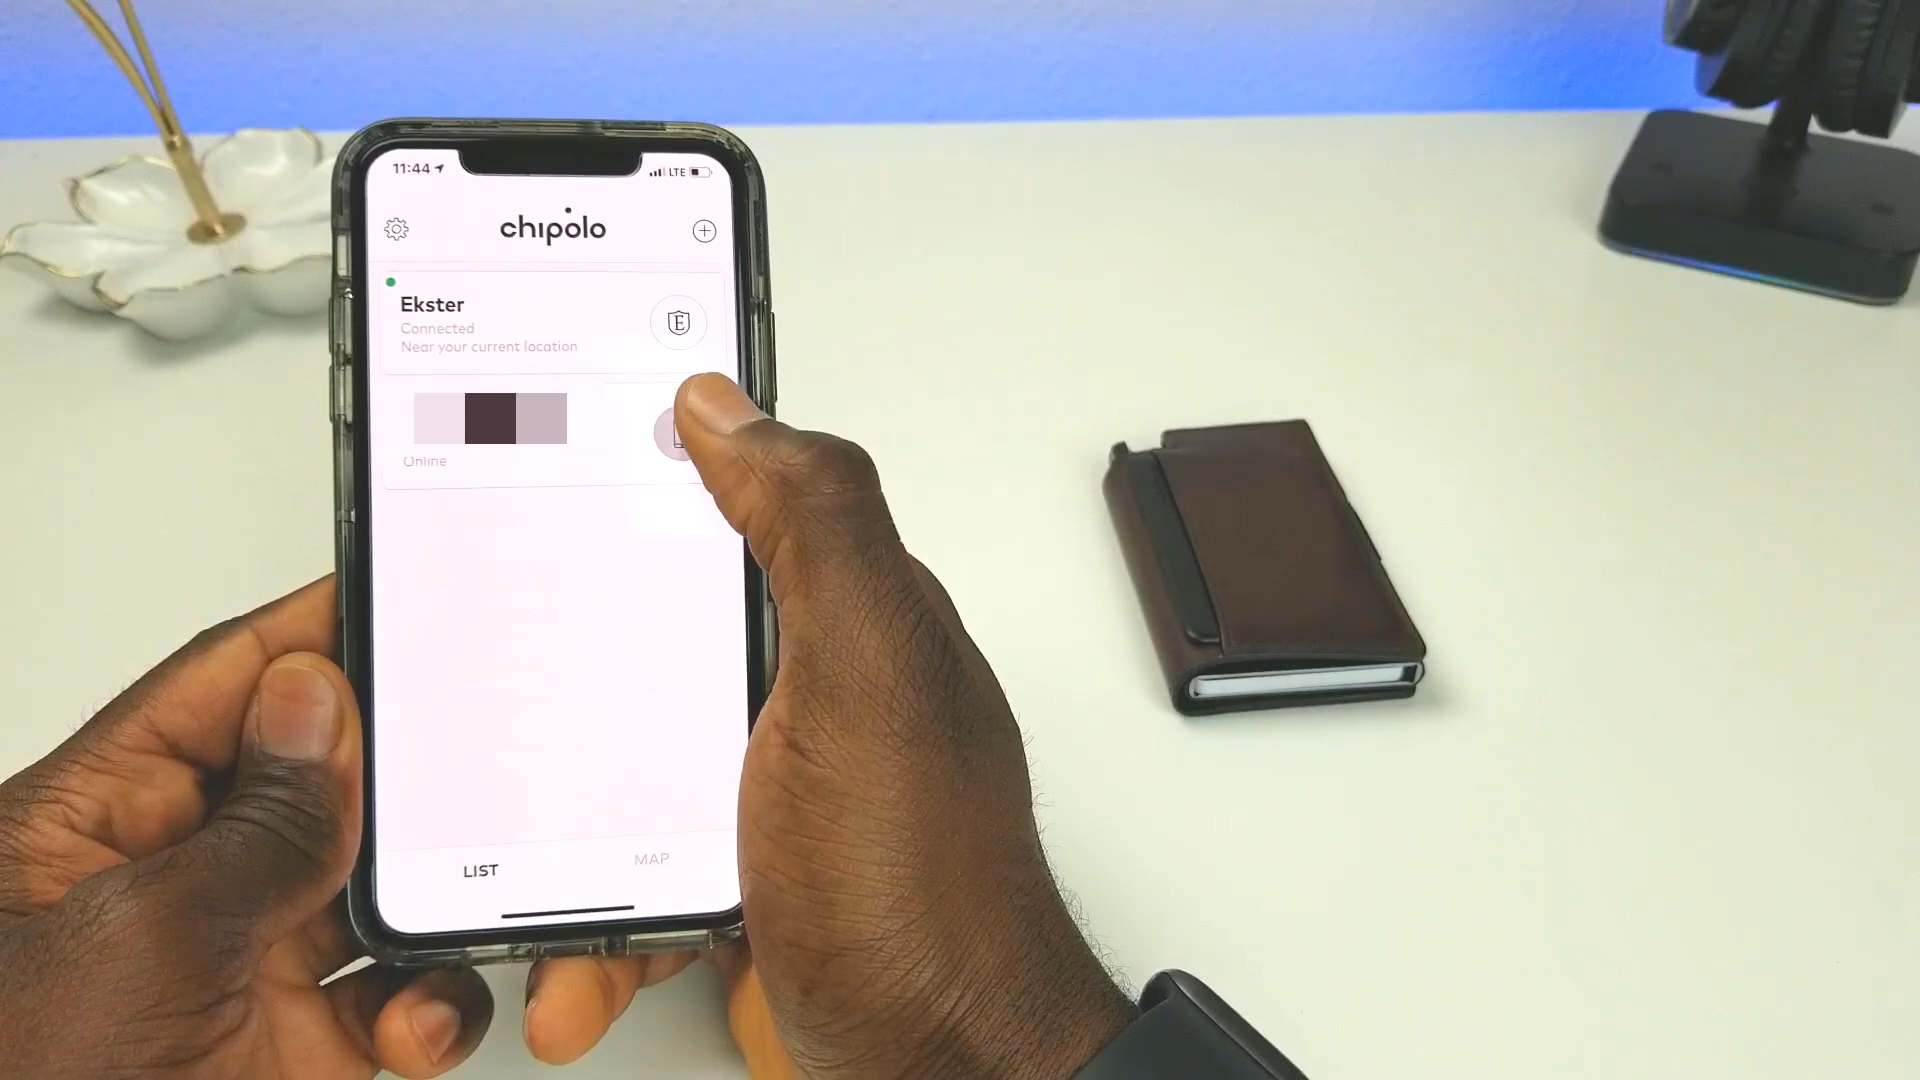 11:44 LTE
chipolo
Ekster
Connected
Near your current location
E
Online
LIST
MAP